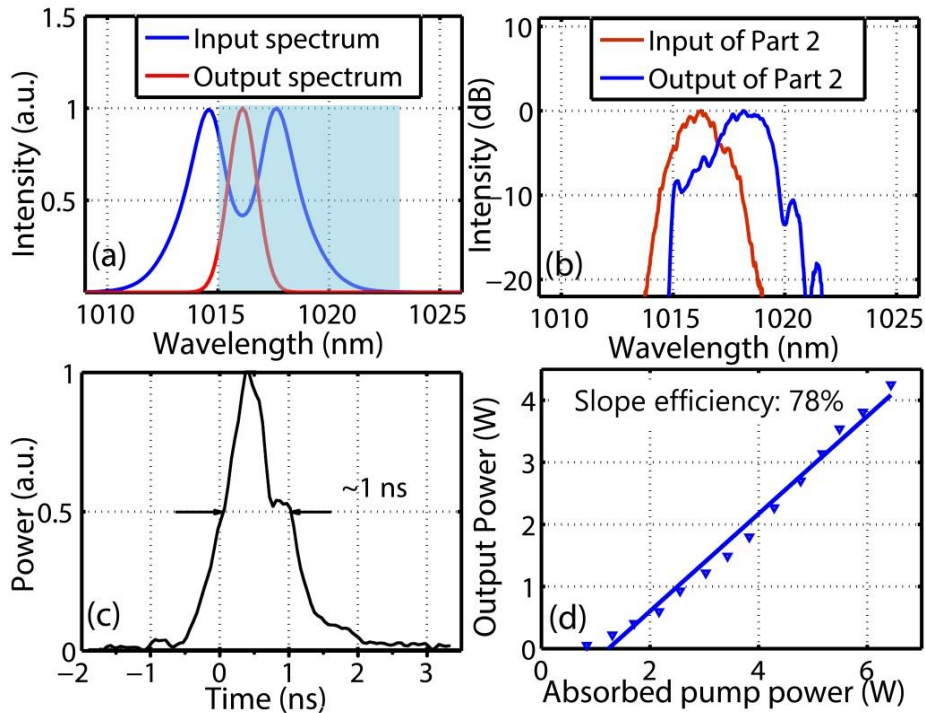 1.5
Input spectrum
Output spectrum
1
0.5
Intensity (a.u.)
(a)
1010 1015 1020 1025
Wavelength (nm)
10
Input of Part 2
Output of Part 2
0
−10
−20
Intensity (dB)
(b)
1010 1015 1020 1025
Wavelength (nm)
1
0.5
0
Power (a.u.)
~1 ns
(c)
−2 −1 0 1 2 3
Time (ns)
Slope efficiency: 78%
4
3
2
1
0
Output Power (W)
(d)
0 2 4 6
Absorbed pump power (W)